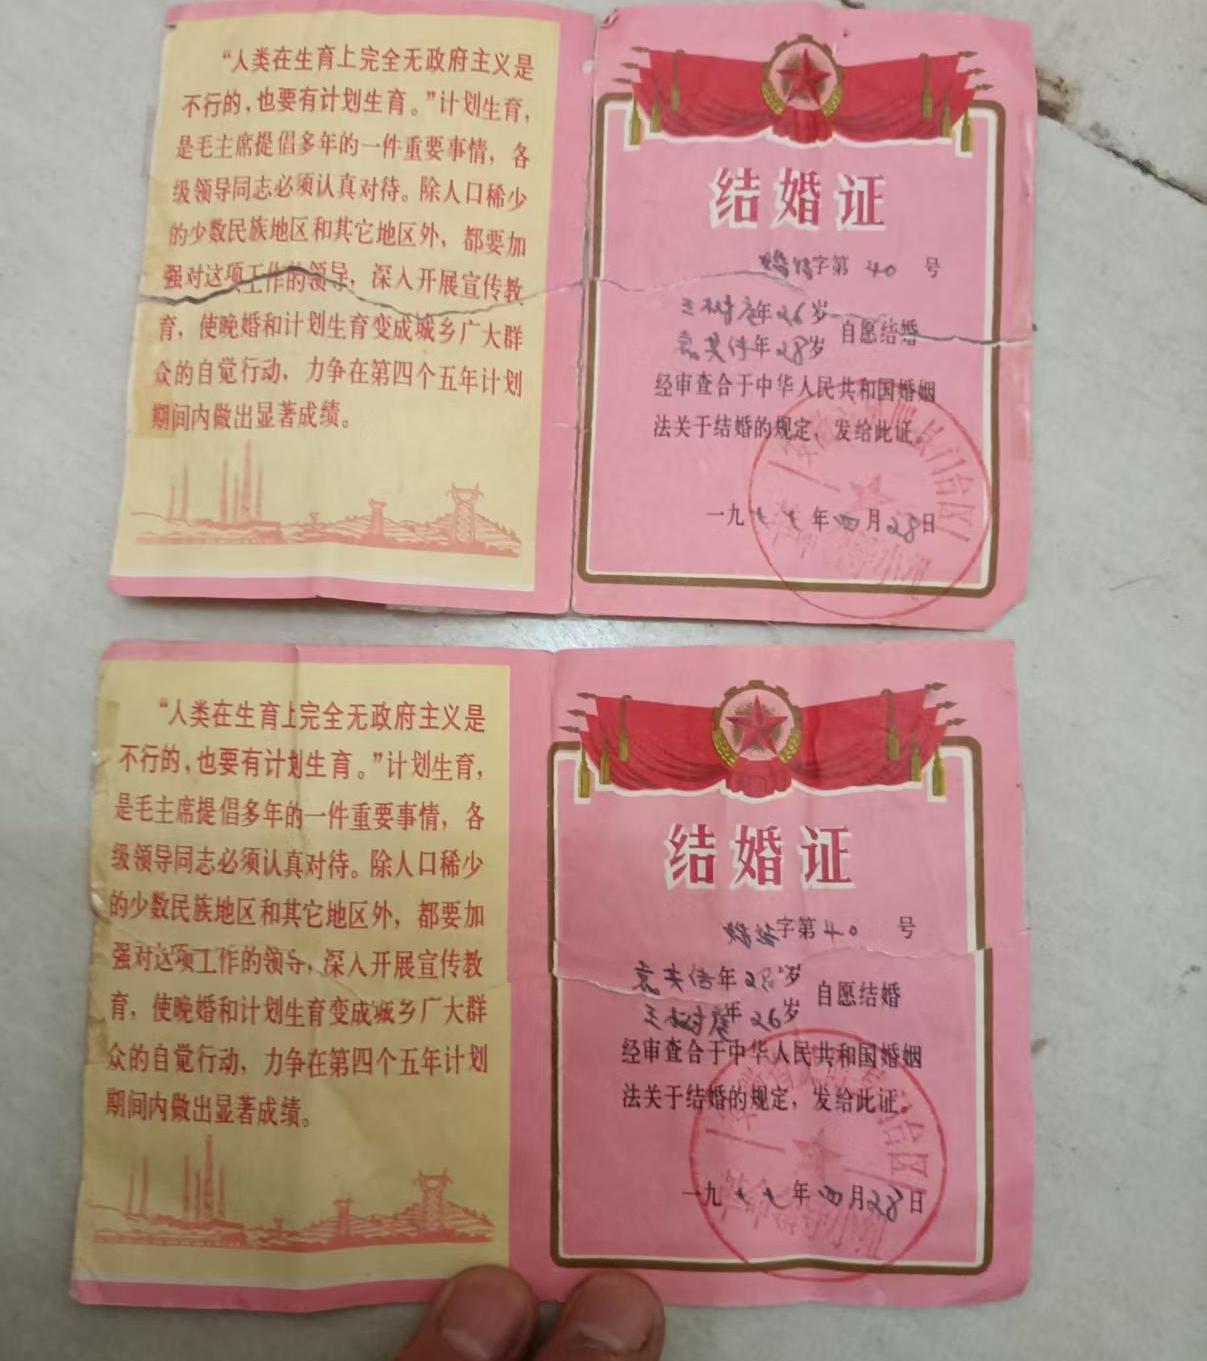 “人类在生育上完全无政府主义是
不行的，也要有计划生育。”计划生育，
是毛主席提倡多年的一件重要事情，各
级领导同志必须认真对待。除人口稀少
的少数民族地区和其它地区外，都要加
强对这项工作的领导，深入开展宣传教
育，使晚婚和计划生育变成城乡广大群
众的自觉行动，力争在第四个五年计划
期间内做出显著成绩。
结婚证
字第 40 号
年26岁
年28岁
自愿结婚
经审查合于中华人民共和国婚姻
法关于结婚的规定，发给此证。
一九七七年四月28日
“人类在生育上完全无政府主义是
不行的，也要有计划生育。”计划生育，
是毛主席提倡多年的一件重要事情，各
级领导同志必须认真对待。除人口稀少
的少数民族地区和其它地区外，都要加
强对这项工作的领导，深入开展宣传教
育，使晚婚和计划生育变成城乡广大群
众的自觉行动，力争在第四个五年计划
期间内做出显著成绩。
结婚证
字第40 号
年28岁
年26岁
自愿结婚
经审查合于中华人民共和国婚姻
法关于结婚的规定，发给此证。
一九七七年四月28日